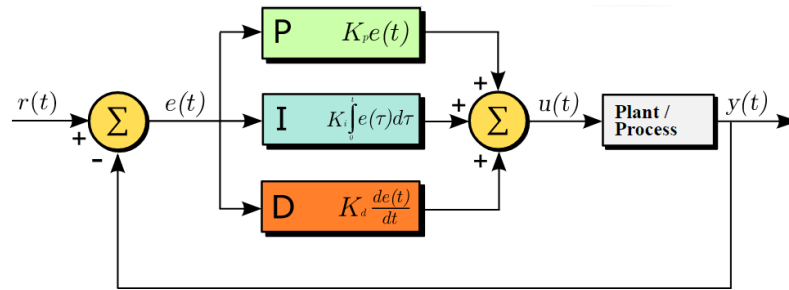 P K_p e(t)
r(t)
e(t)
I K_i ∫_0^t e(τ)dτ
u(t)
Plant /
Process
y(t)
D K_d de(t)/dt
Σ
Σ
+
-
+
+
+